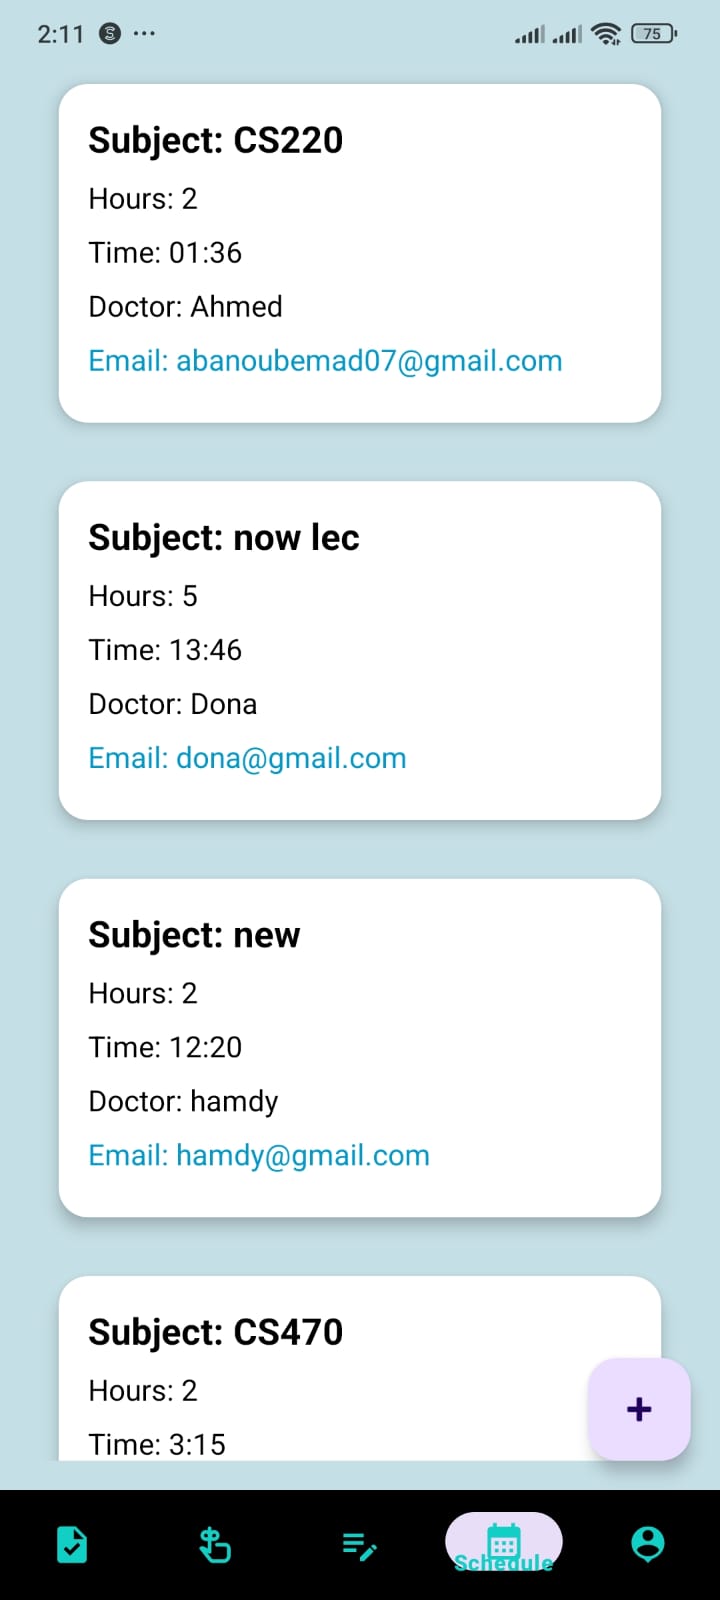 2:11
75
Subject: CS220
Hours: 2
Time: 01:36
Doctor: Ahmed
Email: abanoubemad07@gmail.com
Subject: now lec
Hours: 5
Time: 13:46
Doctor: Dona
Email: dona@gmail.com
Subject: new
Hours: 2
Time: 12:20
Doctor: hamdy
Email: hamdy@gmail.com
Subject: CS470
Hours: 2
Time: 3:15
+
Schedule